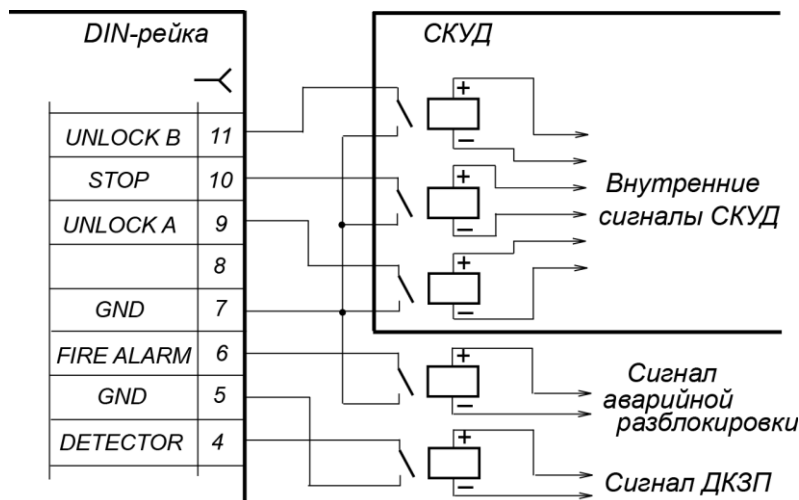 DIN-рейка
СКУД
UNLOCK B 11
STOP 10
UNLOCK A 9
8
GND 7
FIRE ALARM 6
GND 5
DETECTOR 4
+
−
+
−
+
−
Внутренние
сигналы СКУД
+
−
Сигнал
аварийной
разблокировки
+
−
Сигнал ДКЗП